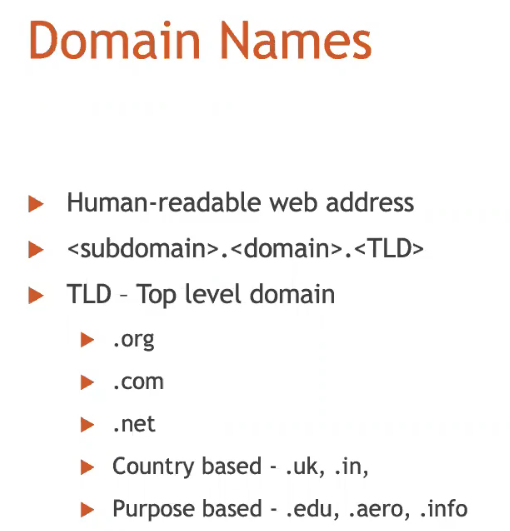 Domain Names
Human-readable web address
<subdomain>.<domain>.<TLD>
TLD – Top level domain
.org
.com
.net
Country based - .uk, .in,
Purpose based - .edu, .aero, .info